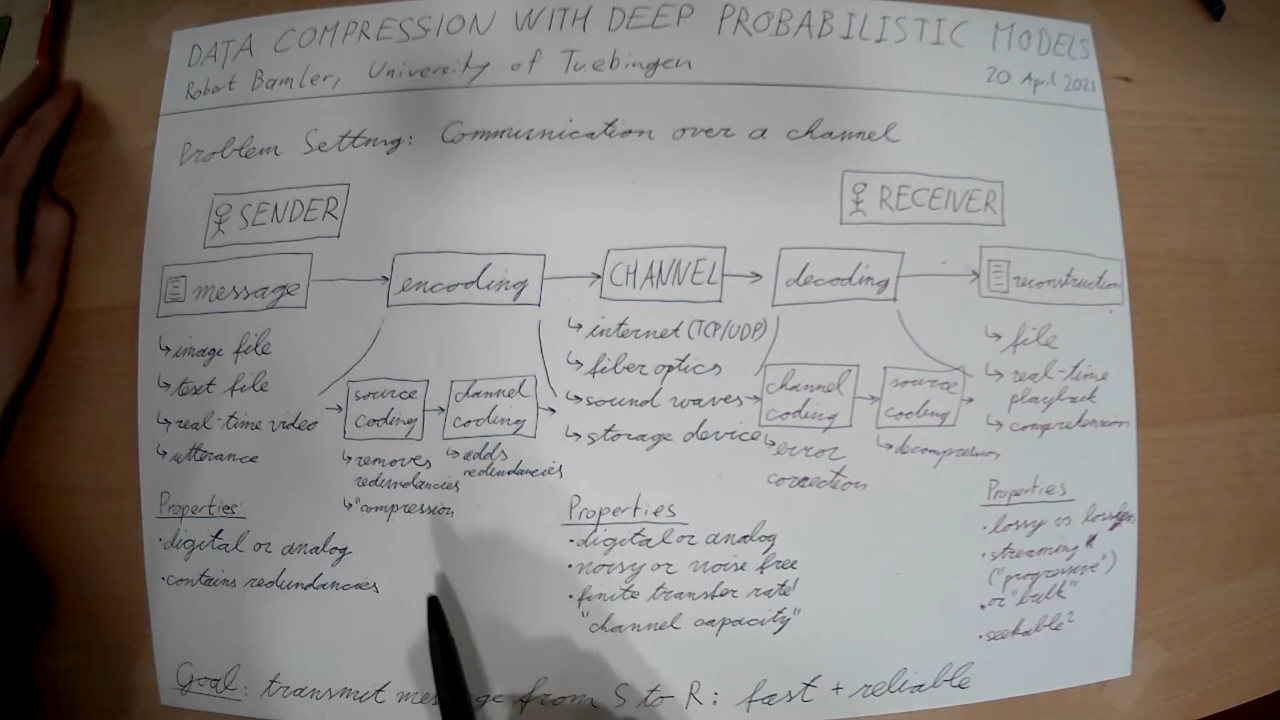 DATA COMPRESSION WITH DEEP PROBABILISTIC MODELS
Robert Bamler, University of Tuebingen
20 April 2021
Problem Setting: Communication over a channel
SENDER
RECEIVER
message
encoding
CHANNEL
decoding
reconstruction
↳ image file
↳ text file
↳ real-time video
↳ utterance
source
coding
↳ removes
redundancies
↳ "compression
channel
coding
↳ adds
redundancies
↳ internet (TCP/UDP)
↳ fiber optics
↳ sound waves
↳ storage device
channel
coding
↳ error
correction
source
coding
↳ decompression
↳ file
↳ real-time
playback
↳ comprehension
Properties
· digital or analog
· contains redundancies
Properties
· digital or analog
· noisy or noise free
· finite transfer rate
"channel capacity"
Properties
· lossy vs lossless
· streaming"
("progressive")
· or "bulk"
· seekable?
Goal: transmit message from S to R: fast + reliable